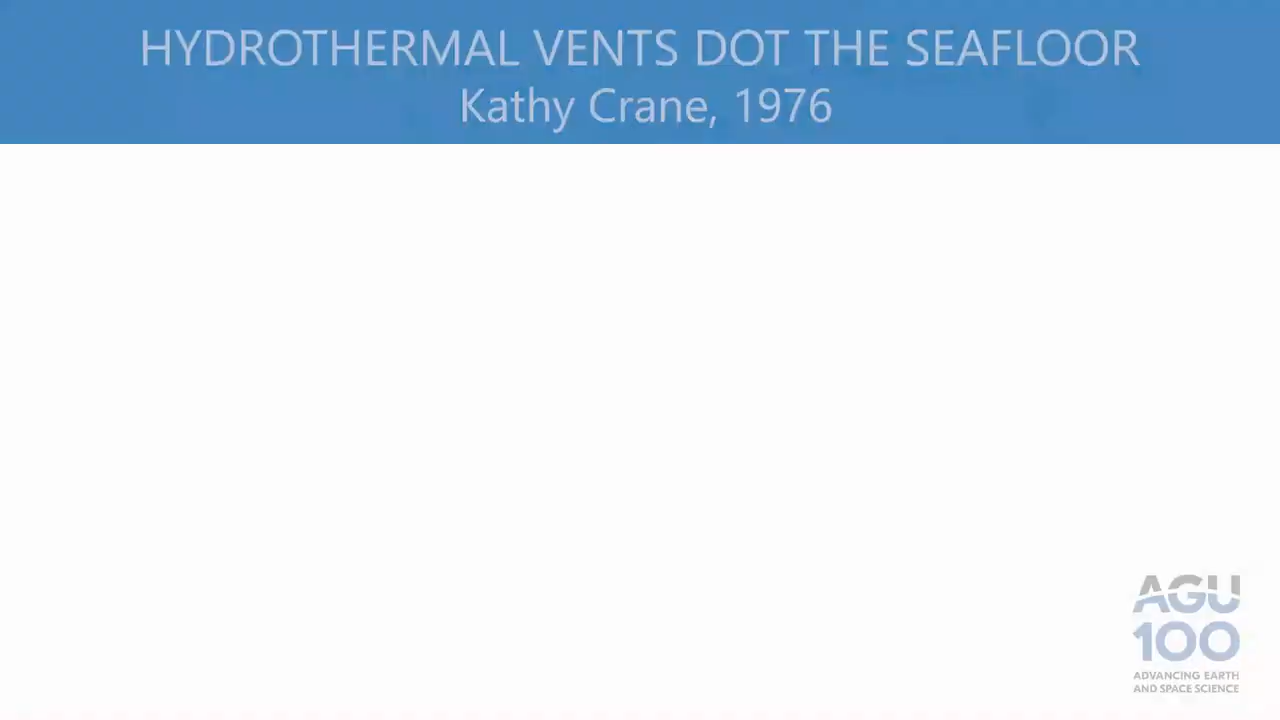 HYDROTHERMAL VENTS DOT THE SEAFLOOR
Kathy Crane, 1976
AGU
100
ADVANCING EARTH
AND SPACE SCIENCE